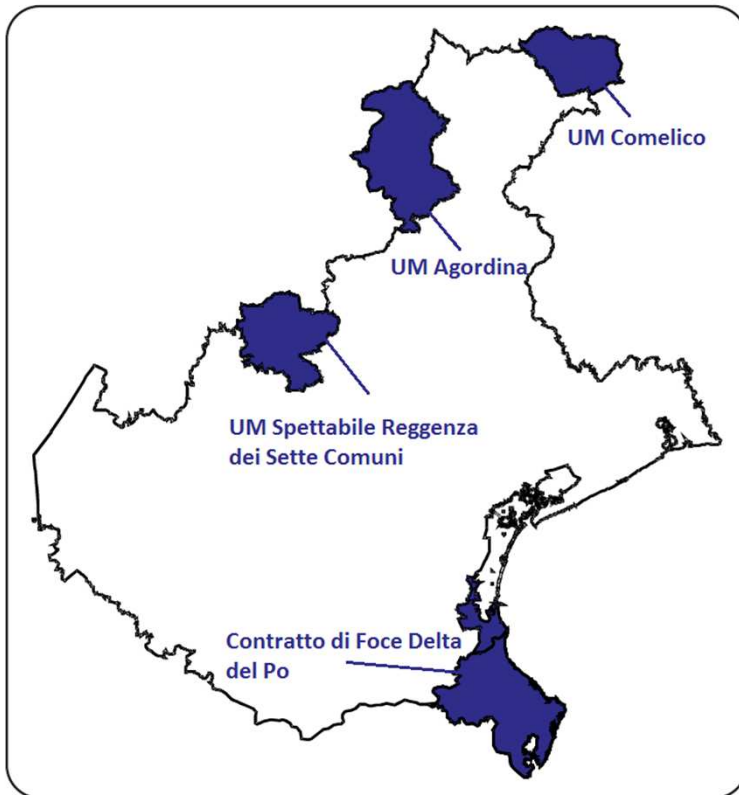 UM Comelico
UM Agordina
UM Spettabile Reggenza
dei Sette Comuni
Contratto di Foce Delta
del Po